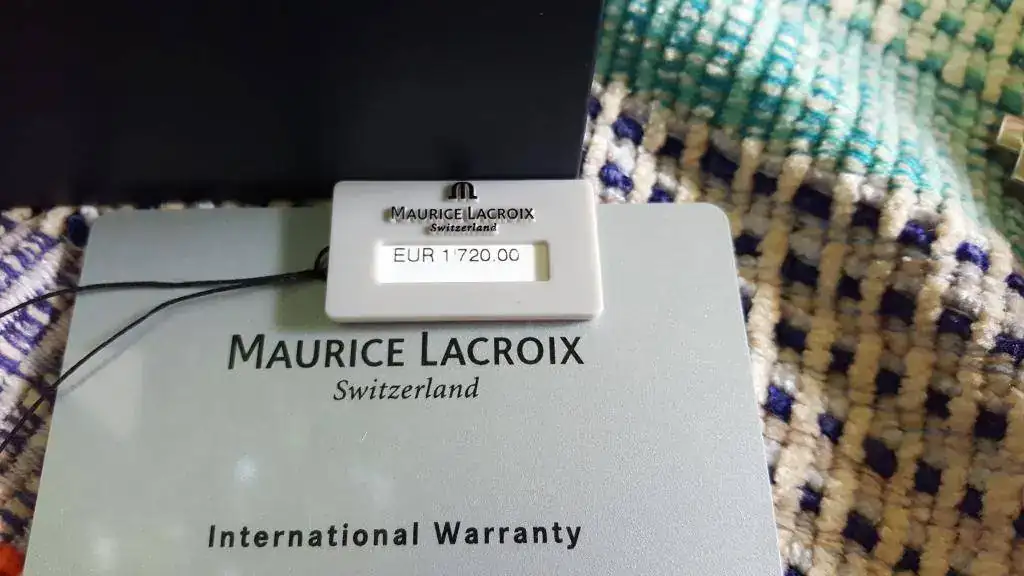 MAURICE LACROIX
Switzerland
EUR 1'720.00
MAURICE LACROIX
Switzerland
International Warranty